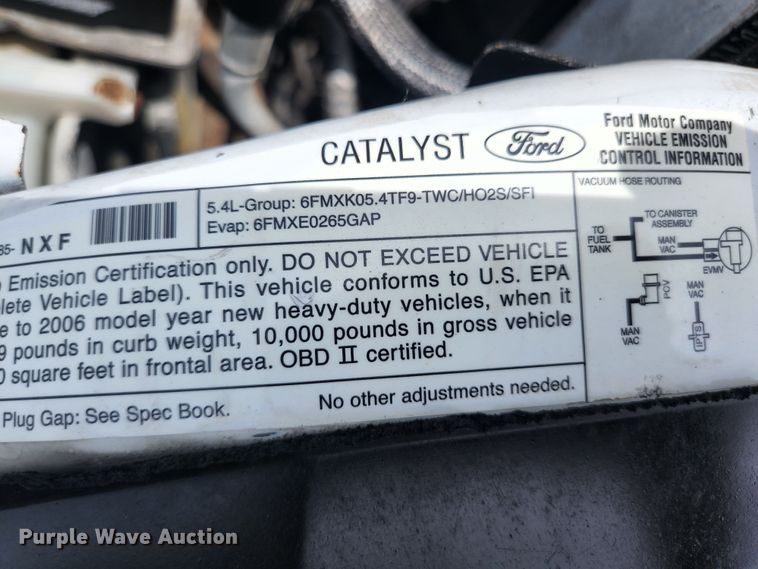 CATALYST Ford
Ford Motor Company
VEHICLE EMISSION
CONTROL INFORMATION
85- NXF
5.4L-Group: 6FMXK05.4TF9-TWC/HO2S/SFI
Evap: 6FMXE0265GAP
Emission Certification only. DO NOT EXCEED VEHICLE
Vehicle Label). This vehicle conforms to U.S. EPA
to 2006 model year new heavy-duty vehicles, when it
pounds in curb weight, 10,000 pounds in gross vehicle
square feet in frontal area. OBD II certified.
Plug Gap: See Spec Book.
No other adjustments needed.
VACUUM HOSE ROUTING
TO FUEL TANK
TO CANISTER
ASSEMBLY
MAN
VAC
EVMV
PCV
MAN
VAC
MAN
VAC
IPTS
Purple Wave Auction